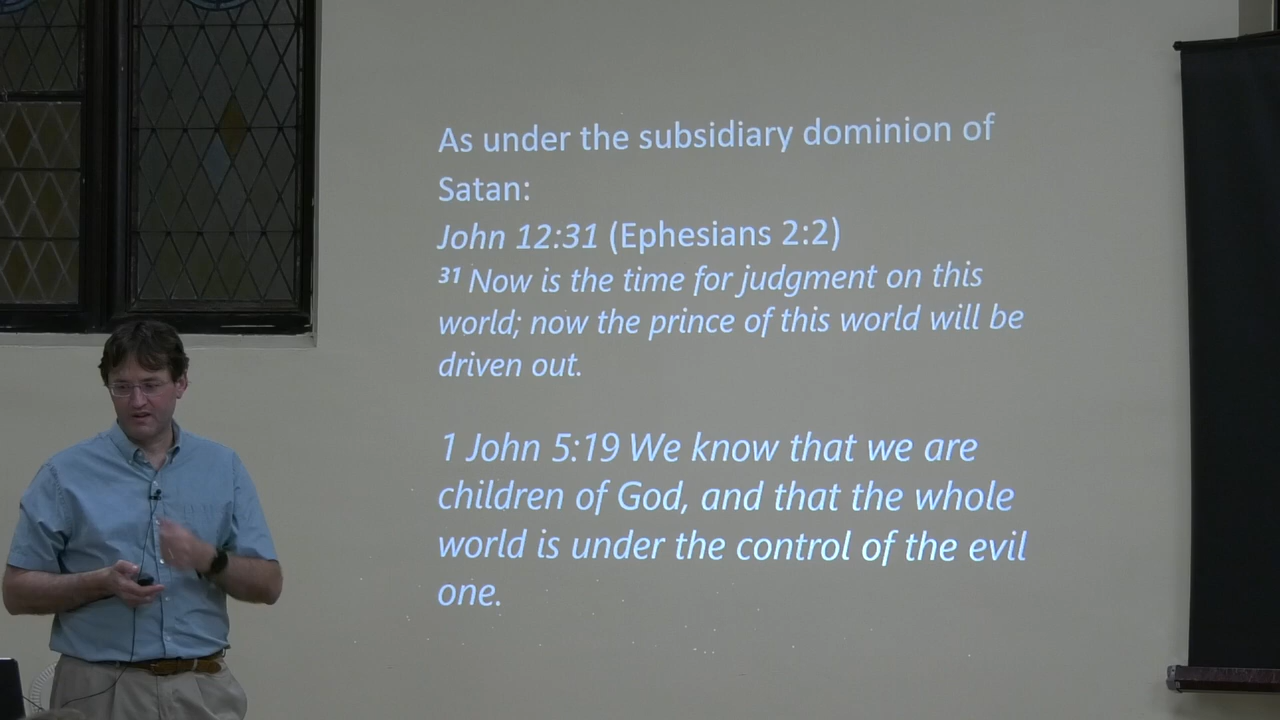 As under the subsidiary dominion of
Satan:
John 12:31 (Ephesians 2:2)
31 Now is the time for judgment on this
world; now the prince of this world will be
driven out.
1 John 5:19 We know that we are
children of God, and that the whole
world is under the control of the evil
one.